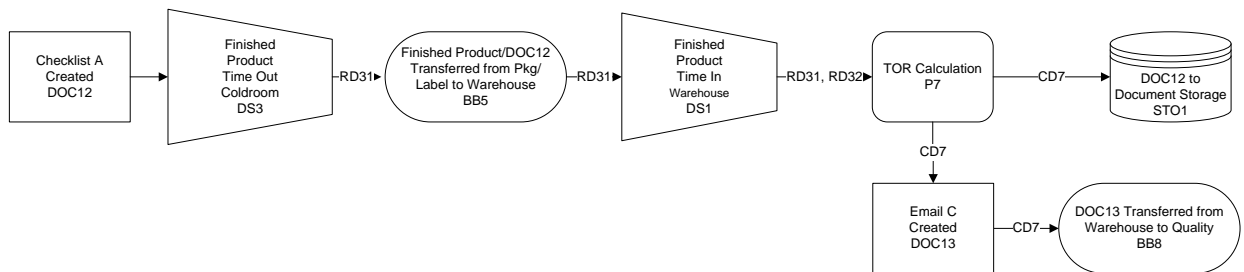 Checklist A
Created
DOC12
Finished
Product
Time Out
Coldroom
DS3
RD31
Finished Product/DOC12
Transferred from Pkg/
Label to Warehouse
BB5
RD31
Finished
Product
Time In
Warehouse
DS1
RD31, RD32
TOR Calculation
P7
CD7
DOC12 to
Document Storage
STO1
CD7
Email C
Created
DOC13
CD7
DOC13 Transferred from
Warehouse to Quality
BB8